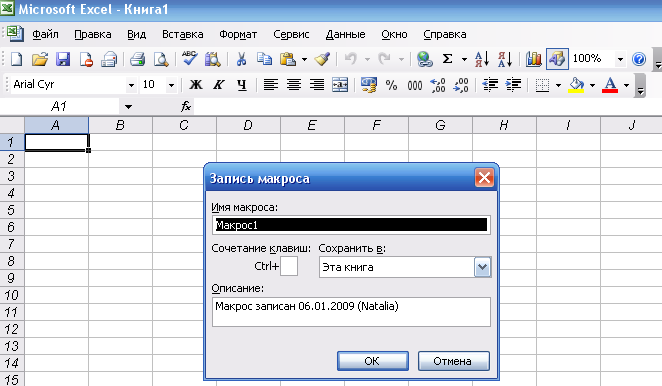 Microsoft Excel - Книга1
Файл Правка Вид Вставка Формат Сервис Данные Окно Справка
Σ 100%
Arial Cyr 10 Ж К Ч % 000
A1 fx
A B C D E F G H I J
1
2
3
Запись макроса
4
Имя макроса:
5
Макрос1
6
7
Сочетание клавиш: Сохранить в:
8
Ctrl+ Эта книга
9
Описание:
10
Макрос записан 06.01.2009 (Natalia)
11
12
13
ОК Отмена
14
15